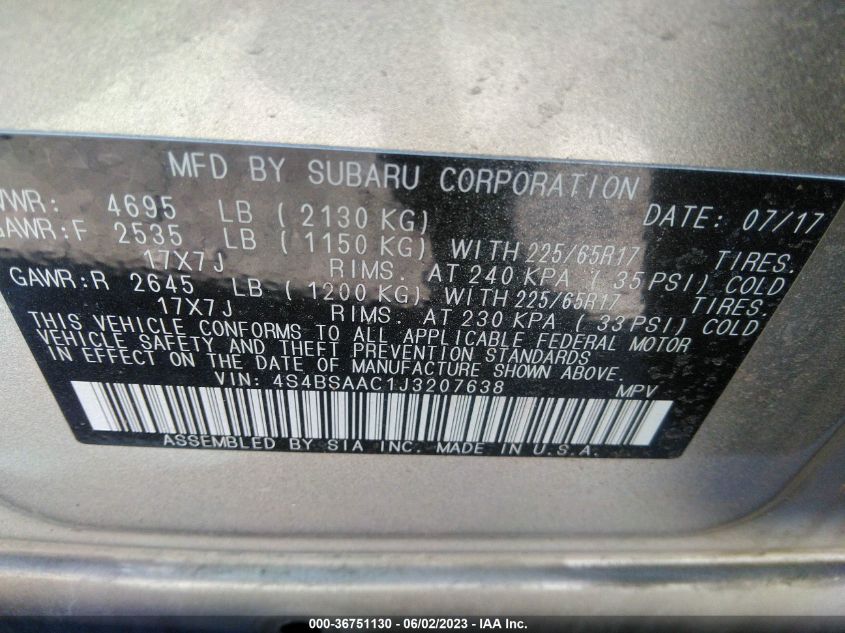 MFD BY SUBARU CORPORATION DATE: 07/17
VWR: 4695 LB ( 2130 KG)
GAWR:F 2535 LB ( 1150 KG) WITH 225/65R17 TIRES.
17X7J RIMS. AT 240 KPA ( 35 PSI) COLD
GAWR:R 2645 LB ( 1200 KG) WITH 225/65R17 TIRES.
17X7J RIMS. AT 230 KPA ( 33 PSI) COLD
THIS VEHICLE CONFORMS TO ALL APPLICABLE FEDERAL MOTOR
VEHICLE SAFETY AND THEFT PREVENTION STANDARDS
IN EFFECT ON THE DATE OF MANUFACTURE SHOWN ABOVE.
VIN: 4S4BSAAC1J3207638 MPV
ASSEMBLED BY SIA INC. MADE IN U.S.A.
000-36751130 - 06/02/2023 - IAA Inc.